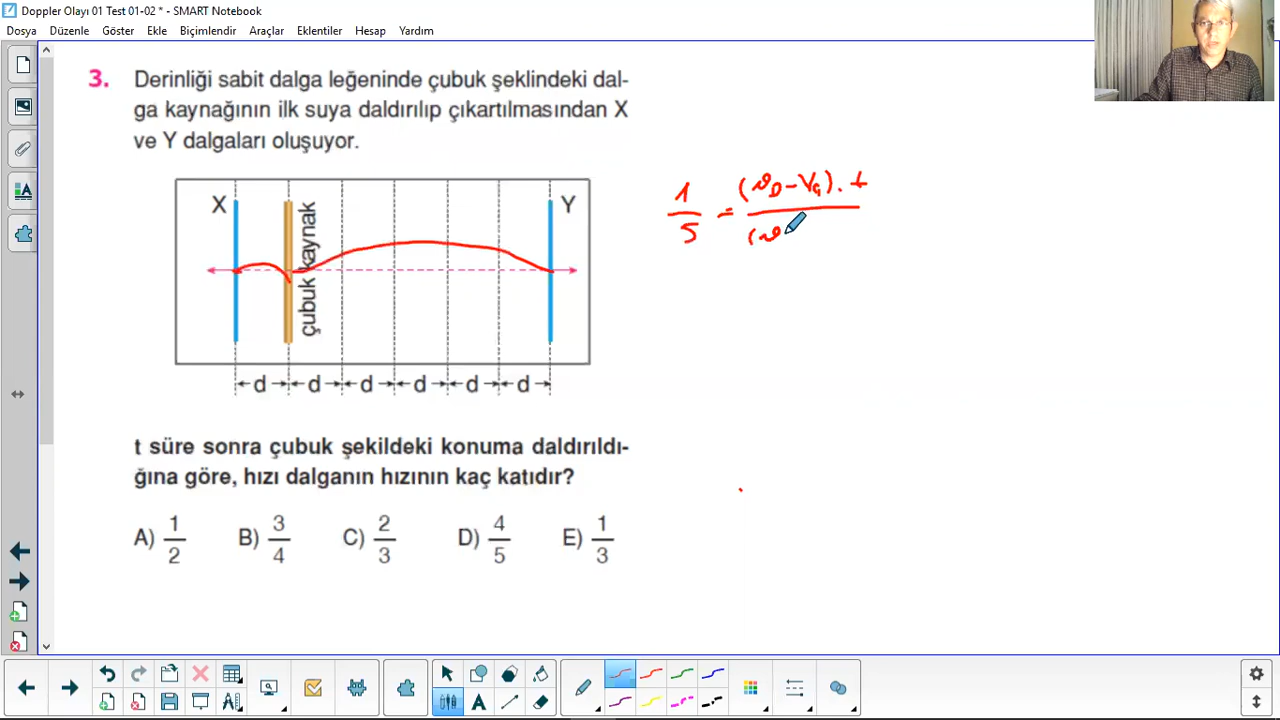 Doppler Olayı 01 Test 01-02 * - SMART Notebook
Dosya Düzenle Göster Ekle Biçimlendiri Araçlar Eklentiler Hesap Yardım
3. Derinliği sabit dalga leğeninde çubuk şeklindeki dal-
ga kaynağının ilk suya daldırılıp çıkartılmasından X
ve Y dalgaları oluşuyor.
X
çubuk kaynak
Y
d d d d d d
1/5 = (υD - VG) . t
(υ
t süre sonra çubuk şekildeki konuma daldırıldı-
ğına göre, hızı dalganın hızının kaç katıdır?
A) 1/2 B) 3/4 C) 2/3 D) 4/5 E) 1/3